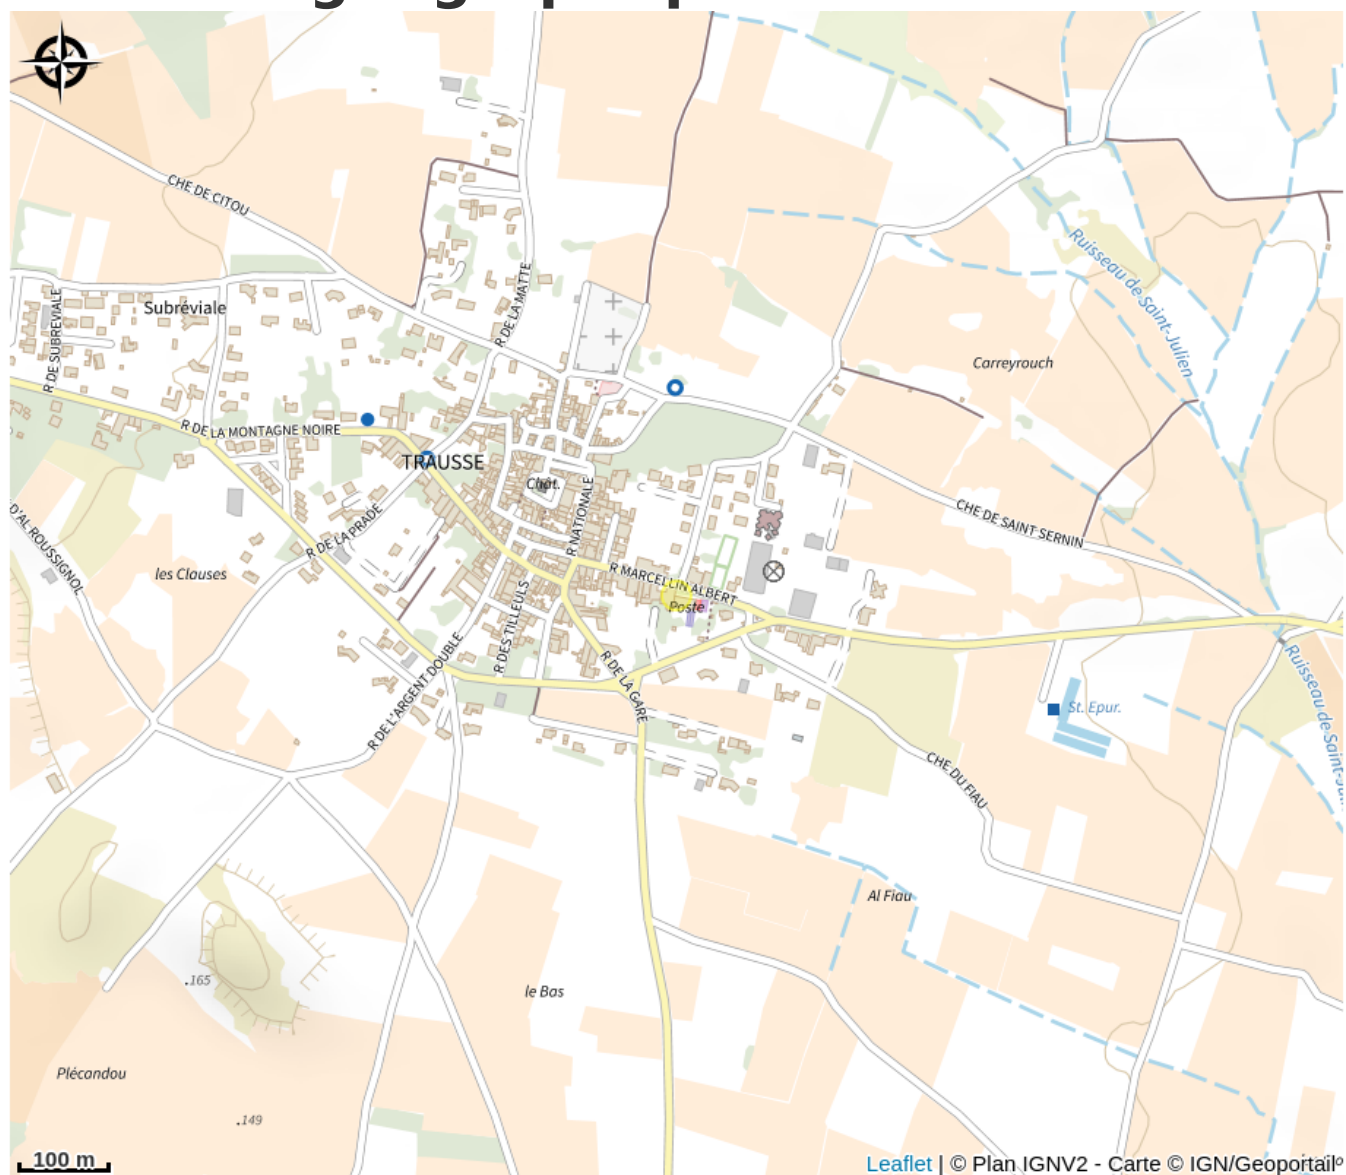 CHE DE CITOU
Ruisseau de Saint-Julien
R DE LA MATTE
R DE SUBREVIALE
Subréviale
Carreyrouch
R DE LA MONTAGNE NOIRE
TRAUSSE
Chât.
R NATIONALE
CHE DE SAINT SERNIN
D'AL ROUSSIGNOL
R DE LA PRADE
les Clauses
R MARCELLIN ALBERT
Poste
R DES TILLEULS
R DE L'ARGENT DOUBLE
R DE LA GARE
St. Epur.
Ruisseau de Saint-
CHE DU FIAU
Al Fiau
.165
le Bas
Plécandou
.149
100 m
Leaflet | © Plan IGNV2 - Carte © IGN/Geoportail